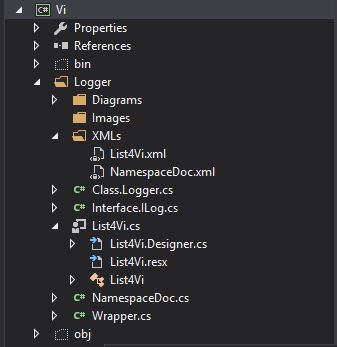 C# Vi
Properties
References
bin
Logger
Diagrams
Images
XMLs
List4Vi.xml
NamespaceDoc.xml
C# Class.Logger.cs
C# Interface.ILog.cs
List4Vi.cs
List4Vi.Designer.cs
List4Vi.resx
List4Vi
C# NamespaceDoc.cs
C# Wrapper.cs
obj